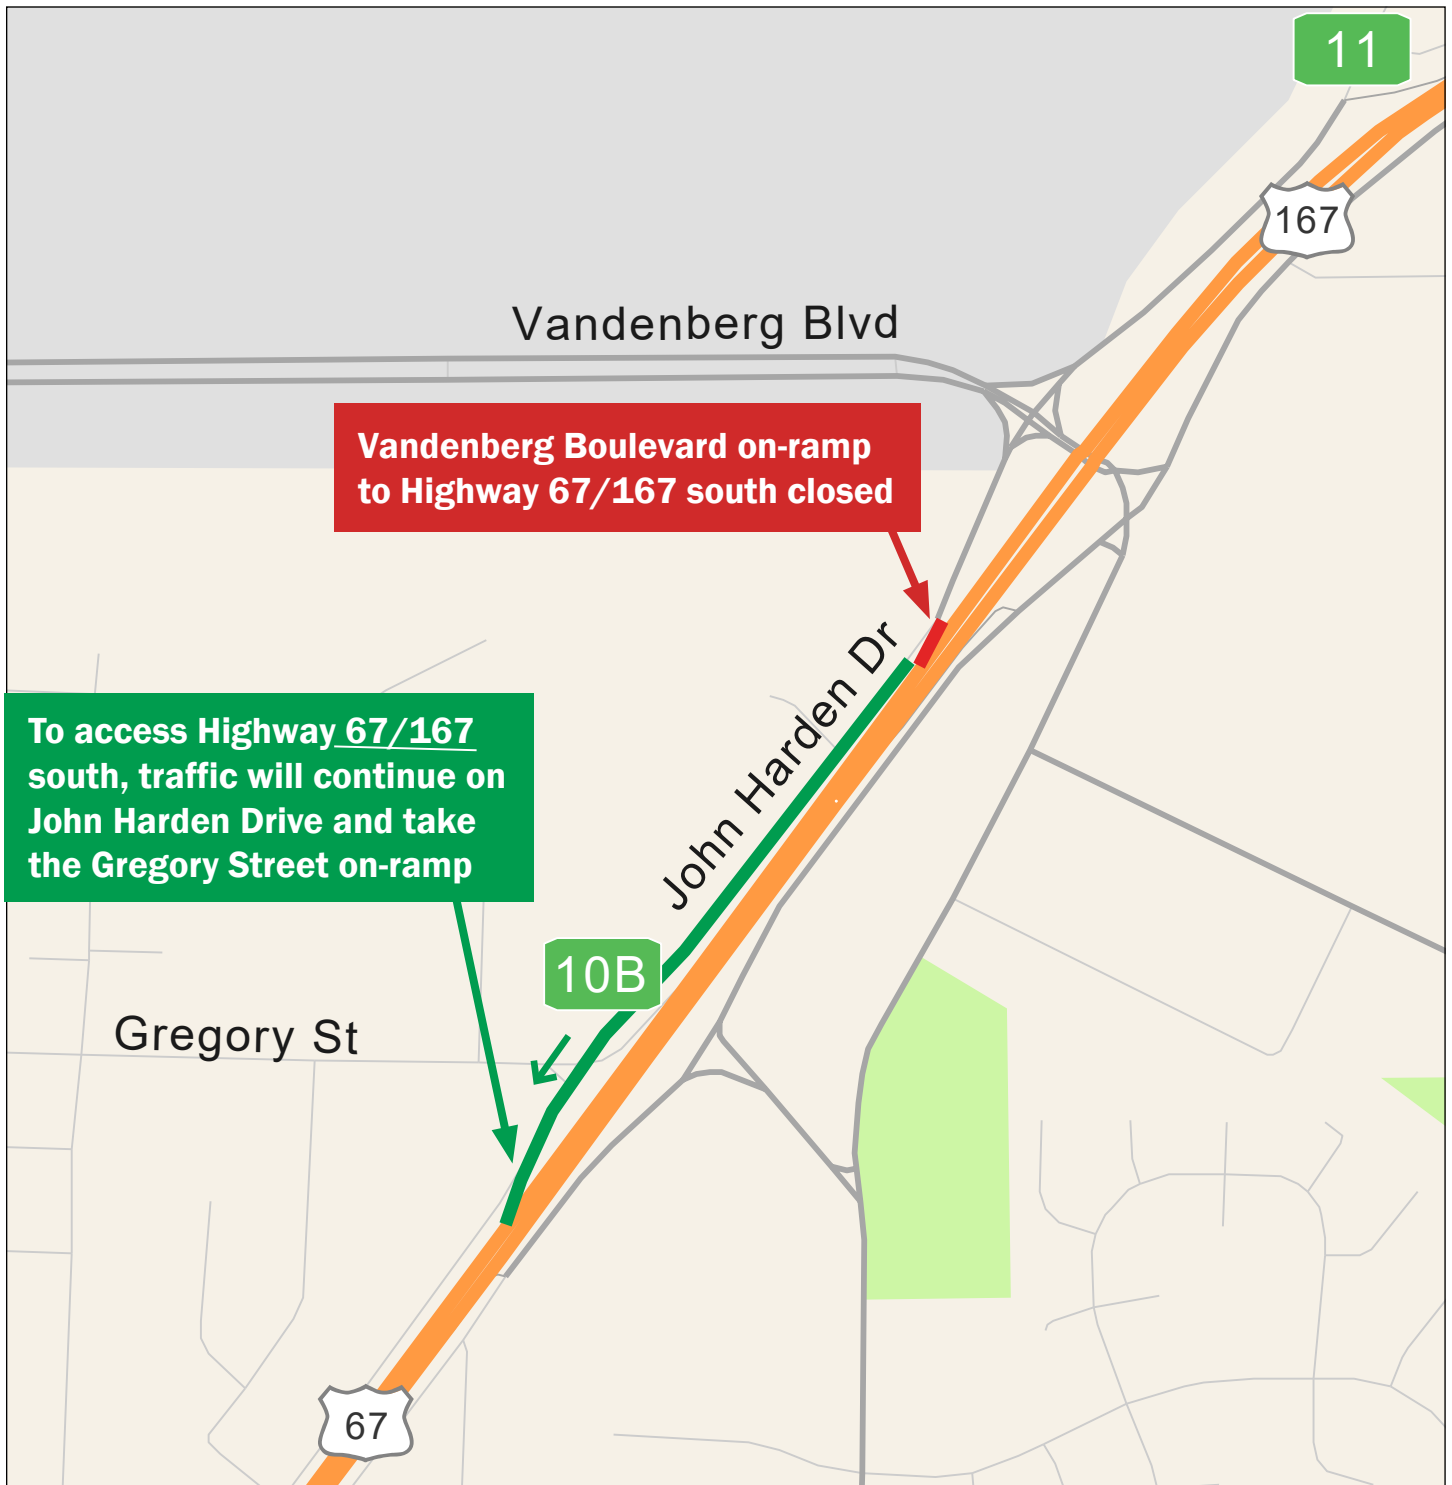 11
167
Vandenberg Blvd
Vandenberg Boulevard on-ramp
to Highway 67/167 south closed
John Harden Dr
To access Highway 67/167
south, traffic will continue on
John Harden Drive and take
the Gregory Street on-ramp
10B
Gregory St
67